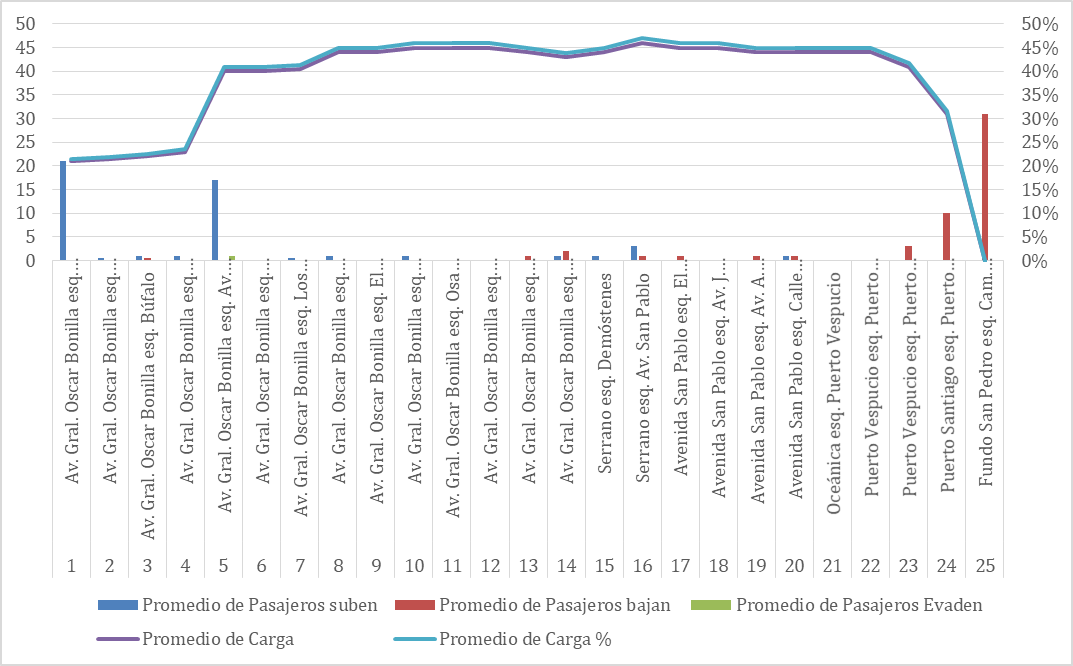 50 50%
45 45%
40 40%
35 35%
30 30%
25 25%
20 20%
15 15%
10 10%
5 5%
0 0%
Av. Gral. Oscar Bonilla esq.…
Av. Gral. Oscar Bonilla esq.…
Av. Gral. Oscar Bonilla esq. Búfalo
Av. Gral. Oscar Bonilla esq.…
Av. Gral. Oscar Bonilla esq. Av.…
Av. Gral. Oscar Bonilla esq.…
Av. Gral. Oscar Bonilla esq. Los…
Av. Gral. Oscar Bonilla esq.…
Av. Gral. Oscar Bonilla esq. El…
Av. Gral. Oscar Bonilla esq.…
Av. Gral. Oscar Bonilla esq. Osa…
Av. Gral. Oscar Bonilla esq.…
Av. Gral. Oscar Bonilla esq.…
Av. Gral. Oscar Bonilla esq.…
Serrano esq. Demóstenes
Serrano esq. Av. San Pablo
Avenida San Pablo esq. El…
Avenida San Pablo esq. Av. J.…
Avenida San Pablo esq. Av. A.…
Avenida San Pablo esq. Calle…
Oceánica esq. Puerto Vespucio
Puerto Vespucio esq. Puerto…
Puerto Vespucio esq. Puerto…
Puerto Santiago esq. Puerto…
Fundo San Pedro esq. Cam…
1 2 3 4 5 6 7 8 9 10 11 12 13 14 15 16 17 18 19 20 21 22 23 24 25
Promedio de Pasajeros suben Promedio de Pasajeros bajan Promedio de Pasajeros Evaden
Promedio de Carga Promedio de Carga %